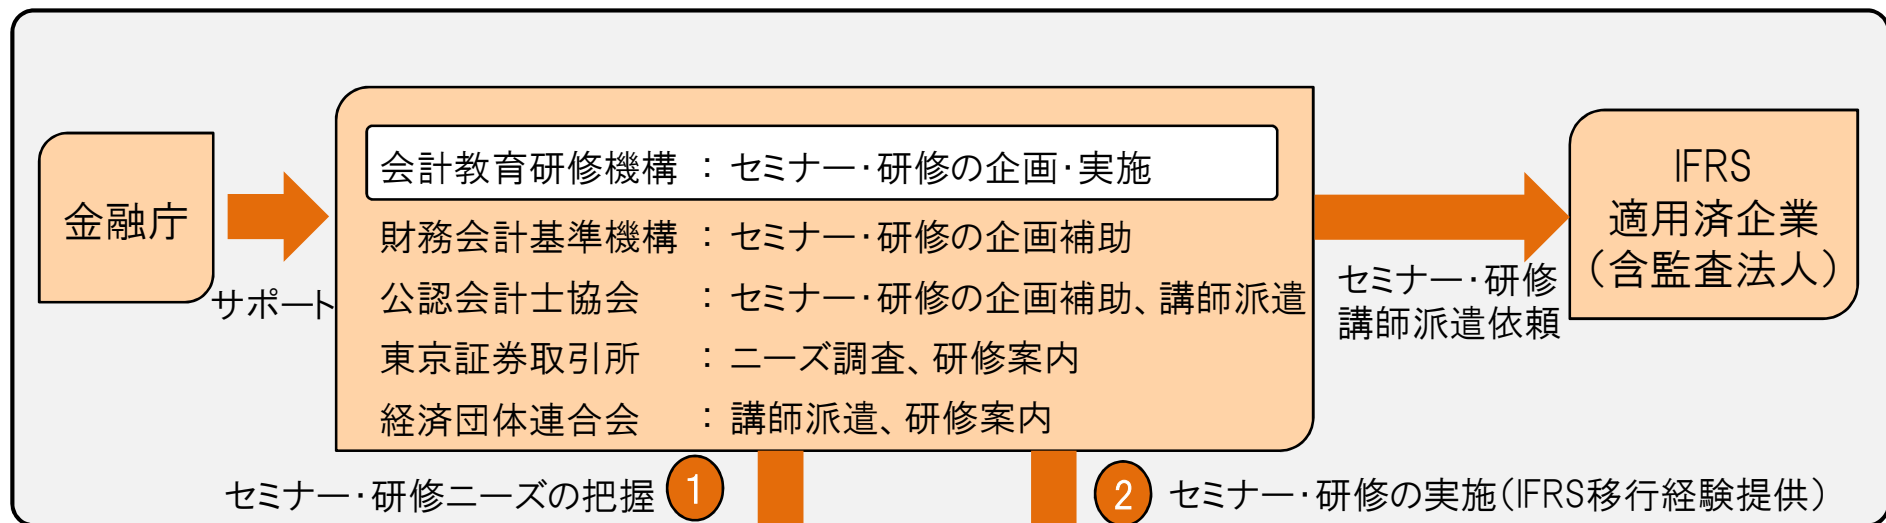 金融庁
サポート
会計教育研修機構 : セミナー・研修の企画・実施
財務会計基準機構 : セミナー・研修の企画補助
公認会計士協会 : セミナー・研修の企画補助、講師派遣
東京証券取引所 : ニーズ調査、研修案内
経済団体連合会 : 講師派遣、研修案内
セミナー・研修
講師派遣依頼
IFRS
適用済企業
(含監査法人)
セミナー・研修ニーズの把握 1
2 セミナー・研修の実施(IFRS移行経験提供)